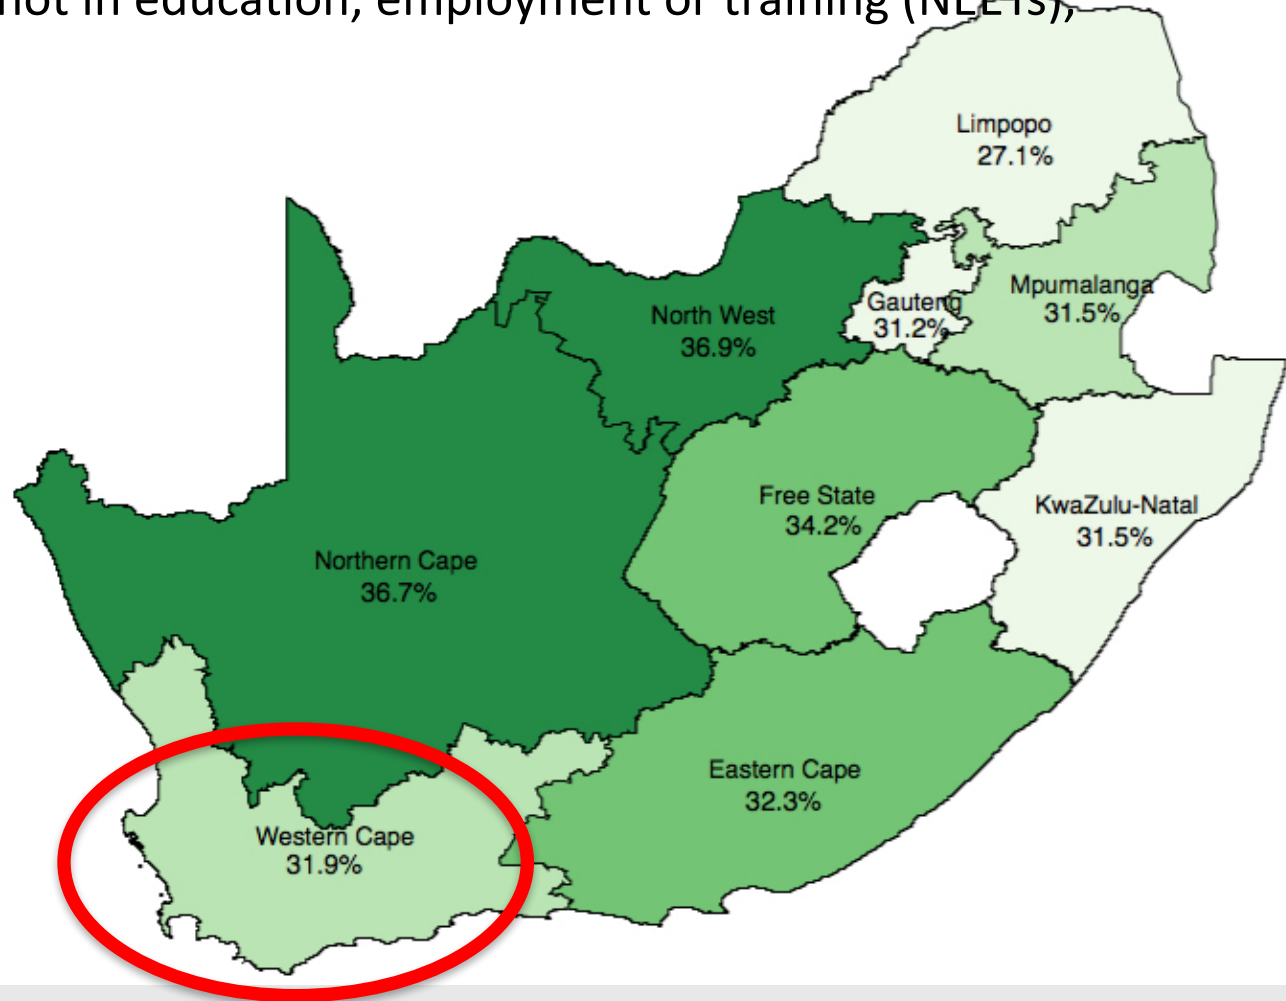 not in education, employment or training (NEETs),
Limpopo
27.1%
Mpumalanga
31.5%
Gauteng
31.2%
North West
36.9%
Free State
34.2%
KwaZulu-Natal
31.5%
Northern Cape
36.7%
Eastern Cape
32.3%
Western Cape
31.9%